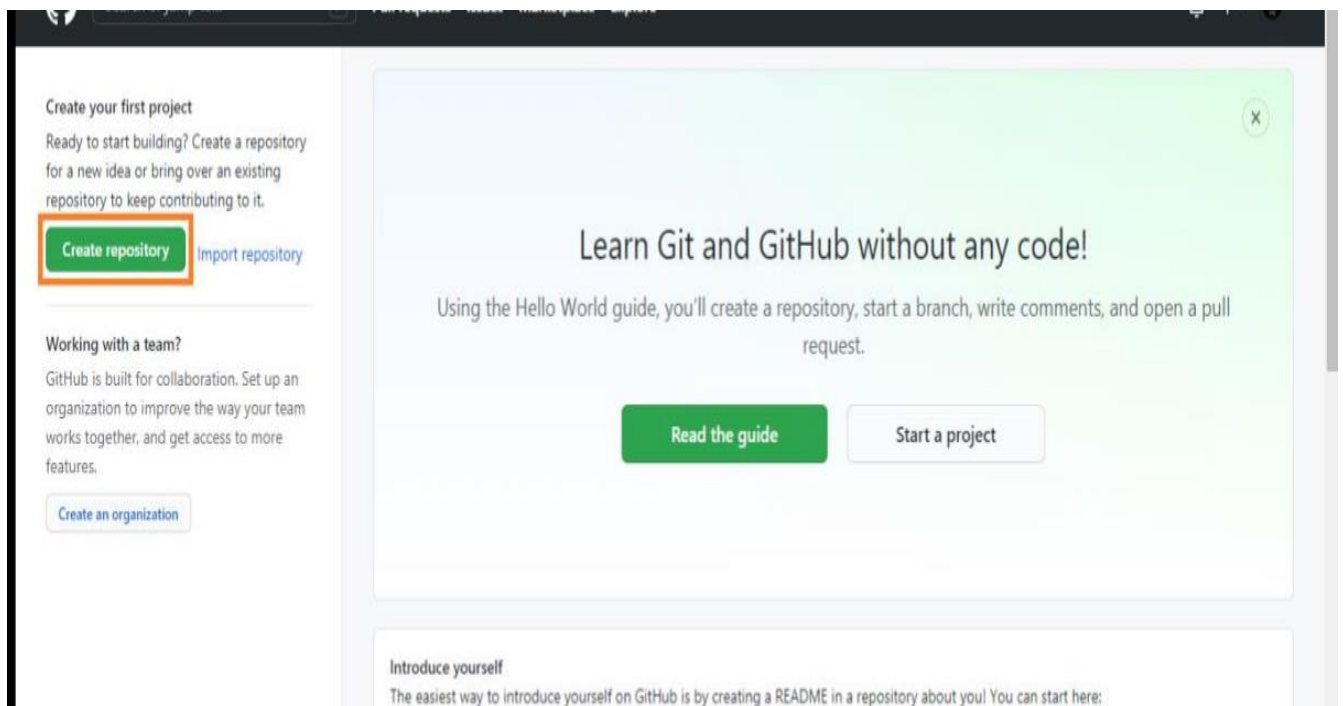 Create your first project
Ready to start building? Create a repository
for a new idea or bring over an existing
repository to keep contributing to it.
Create repository
Import repository
Working with a team?
GitHub is built for collaboration. Set up an
organization to improve the way your team
works together, and get access to more
features.
Create an organization
Learn Git and GitHub without any code!
Using the Hello World guide, you'll create a repository, start a branch, write comments, and open a pull
request.
Read the guide
Start a project
Introduce yourself
The easiest way to introduce yourself on GitHub is by creating a README in a repository about you! You can start here: